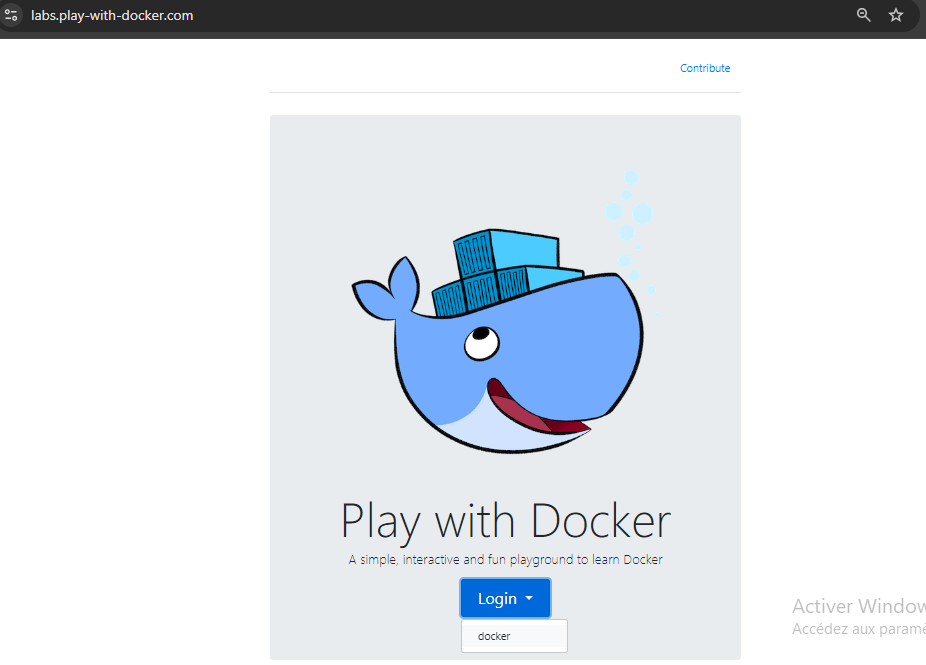 labs.play-with-docker.com
Contribute
Play with Docker
A simple, interactive and fun playground to learn Docker
Login
docker
Activer Window
Accédez aux paramè